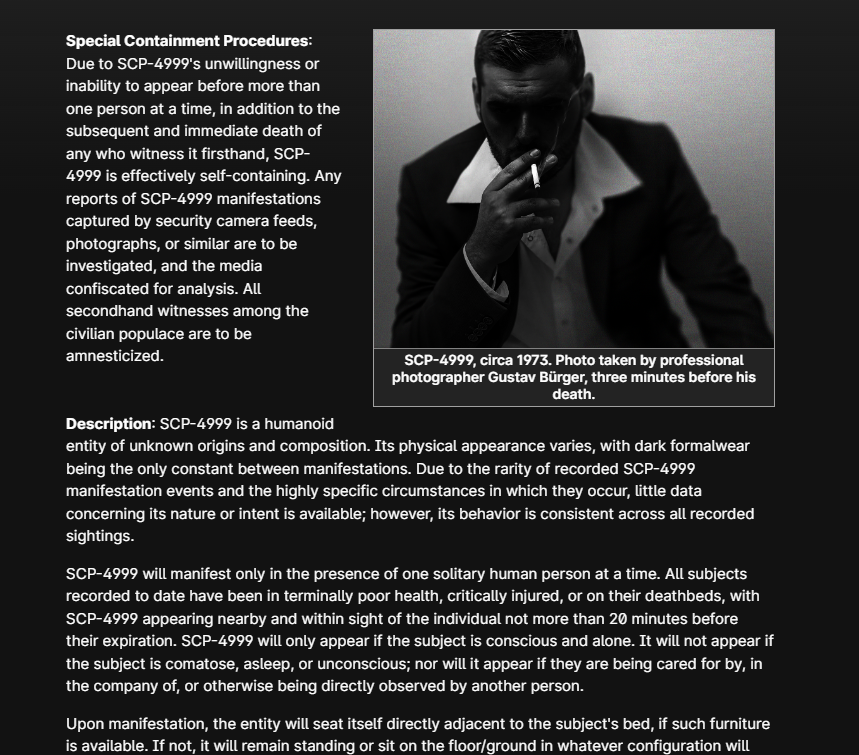 Special Containment Procedures:
Due to SCP-4999's unwillingness or
inability to appear before more than
one person at a time, in addition to the
subsequent and immediate death of
any who witness it firsthand, SCP-
4999 is effectively self-containing. Any
reports of SCP-4999 manifestations
captured by security camera feeds,
photographs, or similar are to be
investigated, and the media
confiscated for analysis. All
secondhand witnesses among the
civilian populace are to be
amnesticized.
SCP-4999, circa 1973. Photo taken by professional
photographer Gustav Bürger, three minutes before his
death.
Description: SCP-4999 is a humanoid
entity of unknown origins and composition. Its physical appearance varies, with dark formalwear
being the only constant between manifestations. Due to the rarity of recorded SCP-4999
manifestation events and the highly specific circumstances in which they occur, little data
concerning its nature or intent is available; however, its behavior is consistent across all recorded
sightings.
SCP-4999 will manifest only in the presence of one solitary human person at a time. All subjects
recorded to date have been in terminally poor health, critically injured, or on their deathbeds, with
SCP-4999 appearing nearby and within sight of the individual not more than 20 minutes before
their expiration. SCP-4999 will only appear if the subject is conscious and alone. It will not appear if
the subject is comatose, asleep, or unconscious; nor will it appear if they are being cared for by, in
the company of, or otherwise being directly observed by another person.
Upon manifestation, the entity will seat itself directly adjacent to the subject's bed, if such furniture
is available. If not, it will remain standing or sit on the floor/ground in whatever configuration will